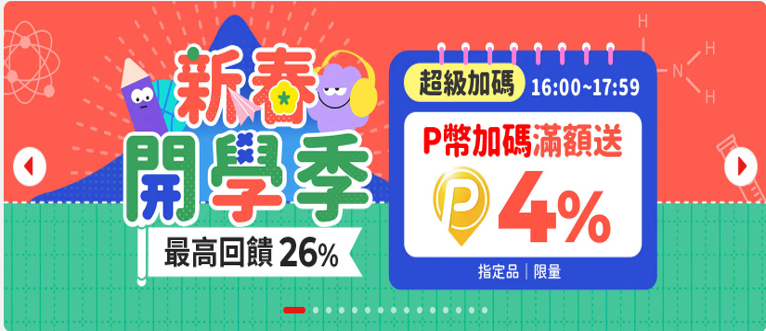 新春
開學季
最高回饋 26%
超級加碼 16:00~17:59
P幣加碼滿額送
P 4%
指定品｜限量
H
H
N
H